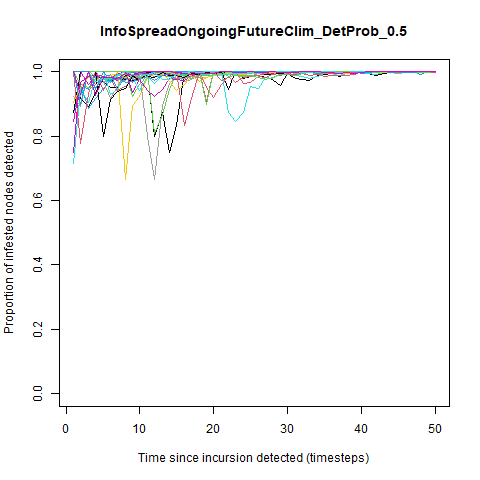 InfoSpreadOngoingFutureClim_DetProb_0.5
Proportion of infested nodes detected
1.0
0.8
0.6
0.4
0.2
0.0
0 10 20 30 40 50
Time since incursion detected (timesteps)